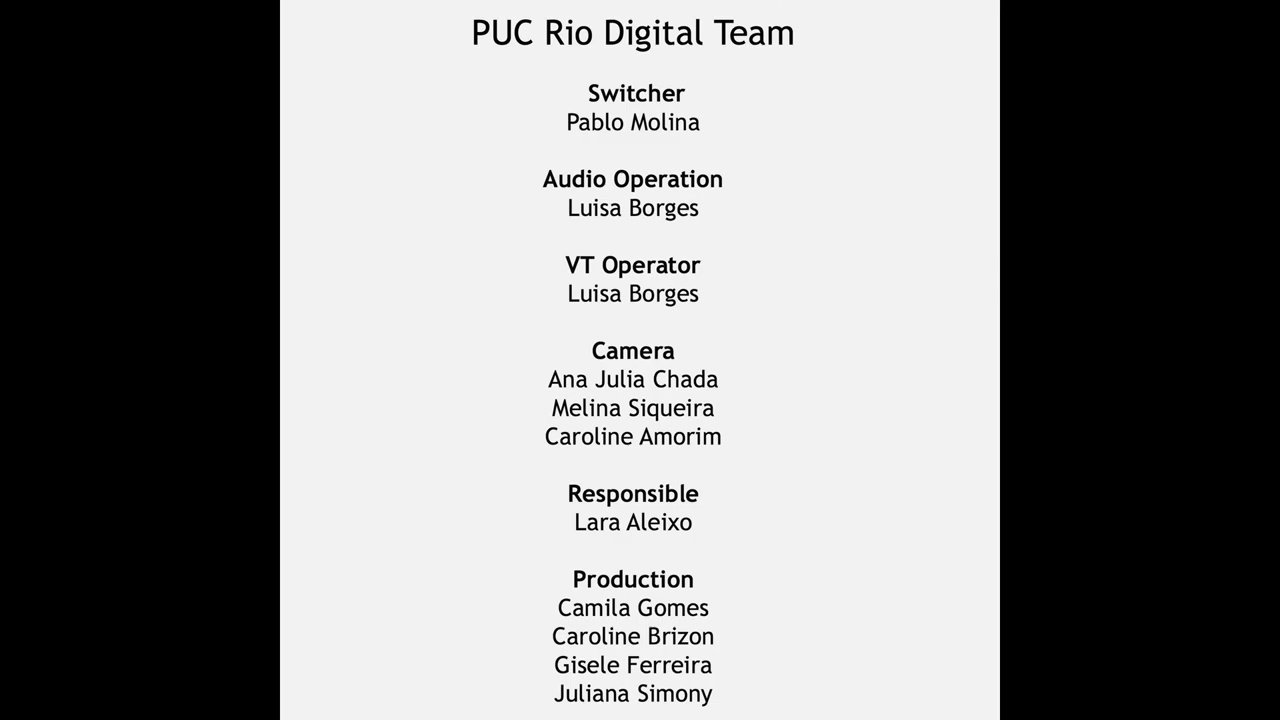 PUC Rio Digital Team
Switcher
Pablo Molina
Audio Operation
Luisa Borges
VT Operator
Luisa Borges
Camera
Ana Julia Chada
Melina Siqueira
Caroline Amorim
Responsible
Lara Aleixo
Production
Camila Gomes
Caroline Brizon
Gisele Ferreira
Juliana Simony